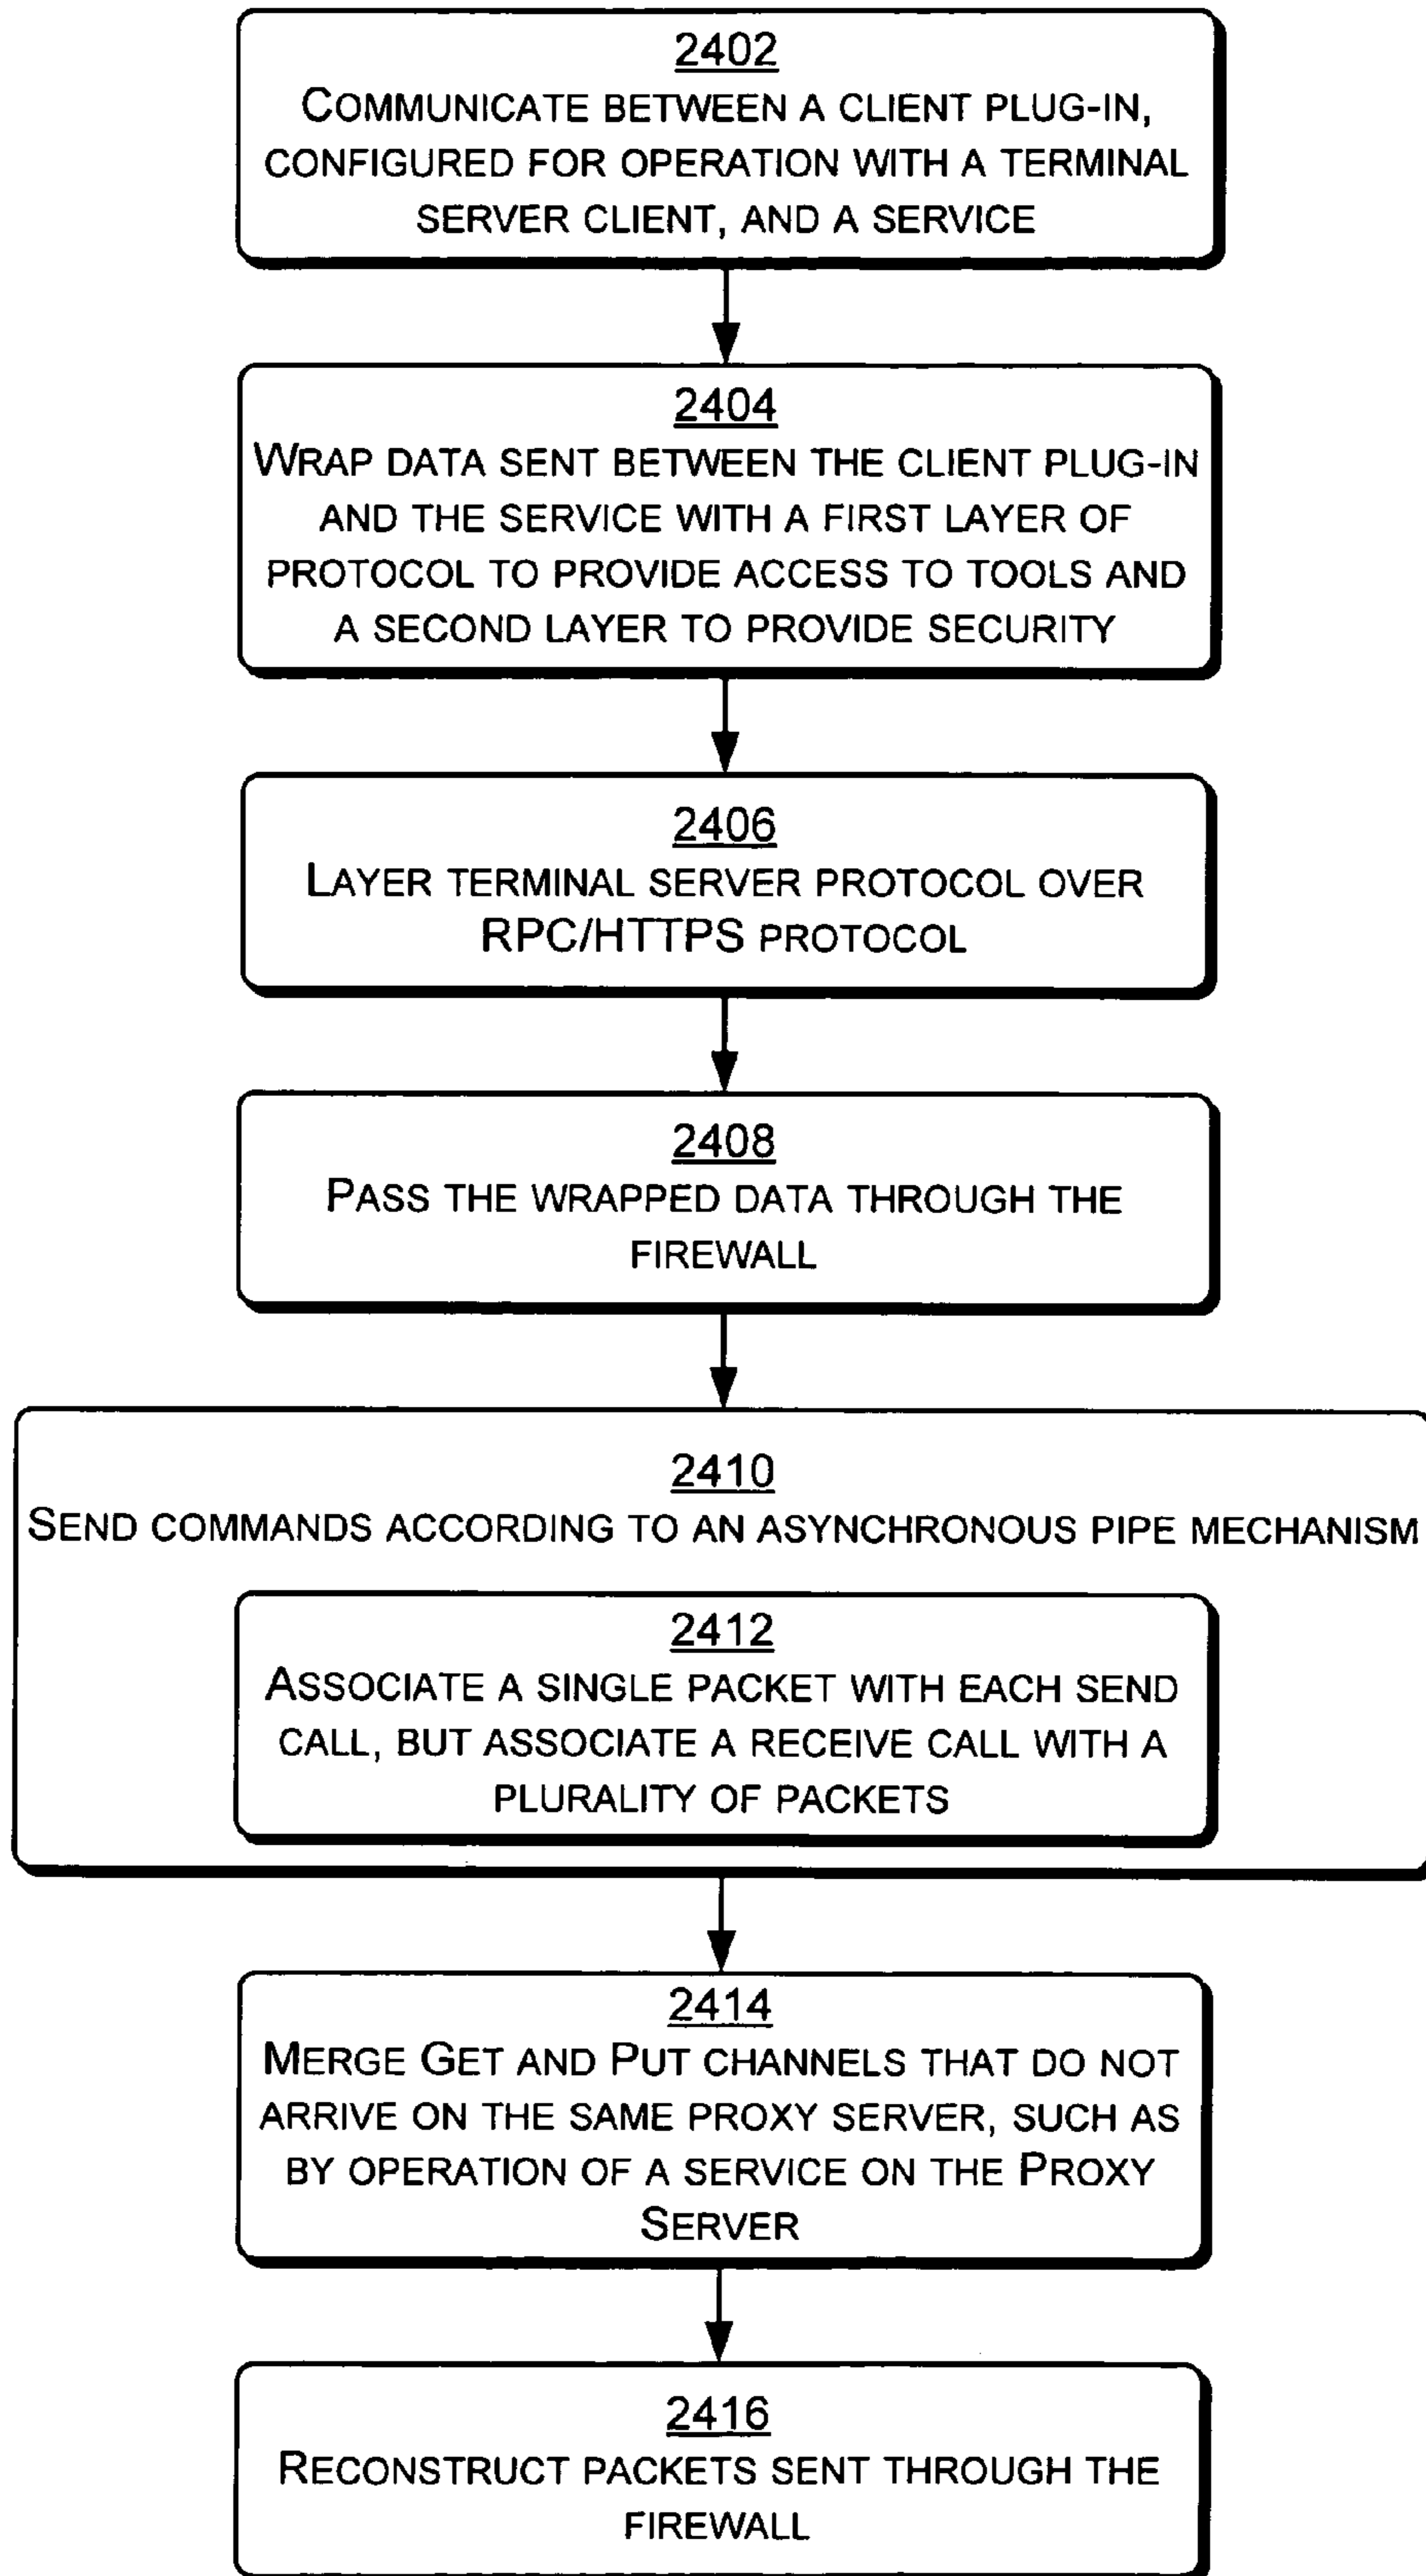 2402
COMMUNICATE BETWEEN A CLIENT PLUG-IN,
CONFIGURED FOR OPERATION WITH A TERMINAL
SERVER CLIENT, AND A SERVICE
2404
WRAP DATA SENT BETWEEN THE CLIENT PLUG-IN
AND THE SERVICE WITH A FIRST LAYER OF
PROTOCOL TO PROVIDE ACCESS TO TOOLS AND
A SECOND LAYER TO PROVIDE SECURITY
2406
LAYER TERMINAL SERVER PROTOCOL OVER
RPC/HTTPS PROTOCOL
2408
PASS THE WRAPPED DATA THROUGH THE
FIREWALL
2410
SEND COMMANDS ACCORDING TO AN ASYNCHRONOUS PIPE MECHANISM
2412
ASSOCIATE A SINGLE PACKET WITH EACH SEND
CALL, BUT ASSOCIATE A RECEIVE CALL WITH A
PLURALITY OF PACKETS
2414
MERGE GET AND PUT CHANNELS THAT DO NOT
ARRIVE ON THE SAME PROXY SERVER, SUCH AS
BY OPERATION OF A SERVICE ON THE PROXY
SERVER
2416
RECONSTRUCT PACKETS SENT THROUGH THE
FIREWALL